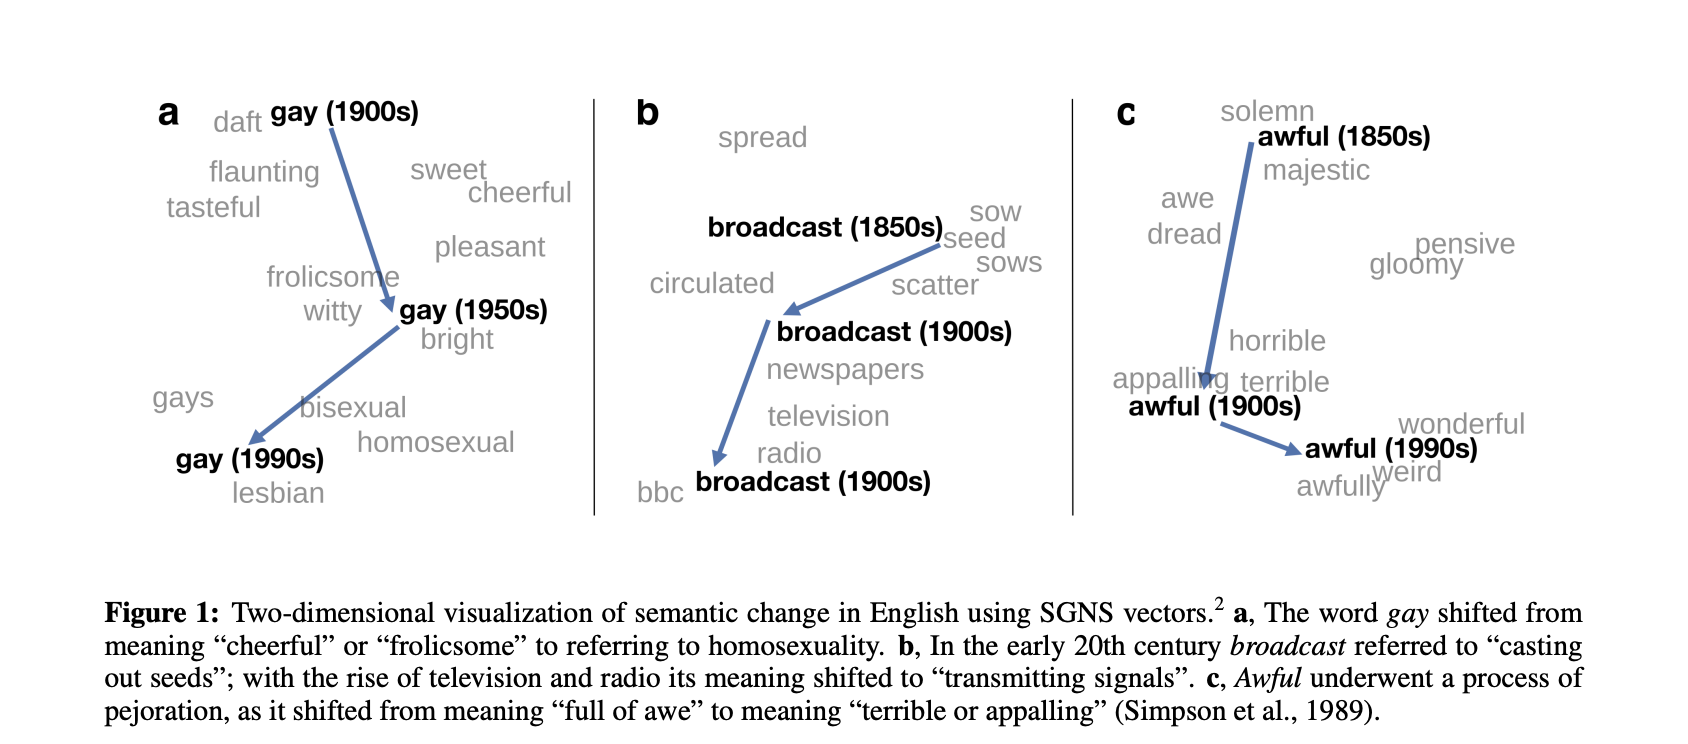 a
daft gay (1900s)
flaunting sweet
cheerful
tasteful
pleasant
frolicsome
witty gay (1950s)
bright
gays bisexual
homosexual
gay (1990s)
lesbian
b
spread
sow
broadcast (1850s) seed
sows
circulated scatter
broadcast (1900s)
newspapers
television
radio
bbc broadcast (1900s)
c
solemn
awful (1850s)
majestic
awe
dread
pensive
gloomy
horrible
appalling terrible
awful (1900s)
wonderful
awful (1990s)
weird
awfully
Figure 1: Two-dimensional visualization of semantic change in English using SGNS vectors.2 a, The word gay shifted from
meaning “cheerful” or “frolicsome” to referring to homosexuality. b, In the early 20th century broadcast referred to “casting
out seeds”; with the rise of television and radio its meaning shifted to “transmitting signals”. c, Awful underwent a process of
pejoration, as it shifted from meaning “full of awe” to meaning “terrible or appalling” (Simpson et al., 1989).